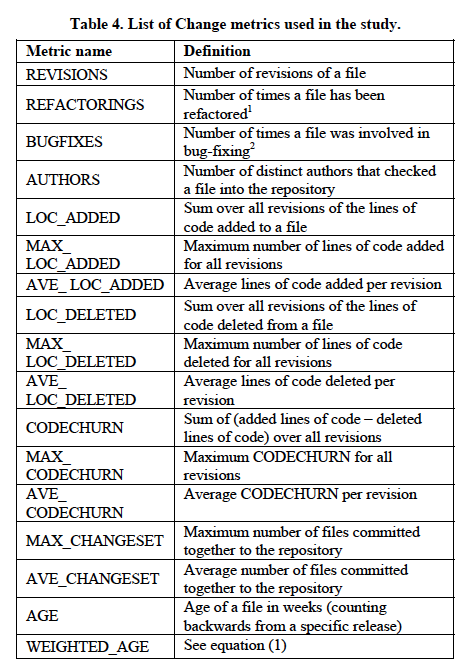 Table 4. List of Change metrics used in the study.
Metric name Definition
REVISIONS Number of revisions of a file
REFACTORINGS Number of times a file has been
refactored1
BUGFIXES Number of times a file was involved in
bug-fixing2
AUTHORS Number of distinct authors that checked
a file into the repository
LOC_ADDED Sum over all revisions of the lines of
code added to a file
MAX_ Maximum number of lines of code added
LOC_ADDED for all revisions
AVE_ LOC_ADDED Average lines of code added per revision
LOC_DELETED Sum over all revisions of the lines of
code deleted from a file
MAX_ Maximum number of lines of code
LOC_DELETED deleted for all revisions
AVE_ Average lines of code deleted per
LOC_DELETED revision
CODECHURN Sum of (added lines of code – deleted
lines of code) over all revisions
MAX_ Maximum CODECHURN for all
CODECHURN revisions
AVE_ Average CODECHURN per revision
CODECHURN
MAX_CHANGESET Maximum number of files committed
together to the repository
AVE_CHANGESET Average number of files committed
together to the repository
AGE Age of a file in weeks (counting
backwards from a specific release)
WEIGHTED_AGE See equation (1)